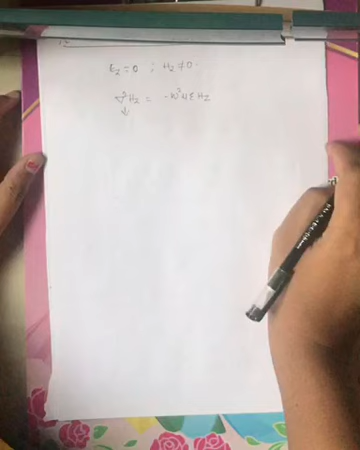 Ez = 0 ; Hz ≠ 0.
∇²Hz = -ω²με Hz